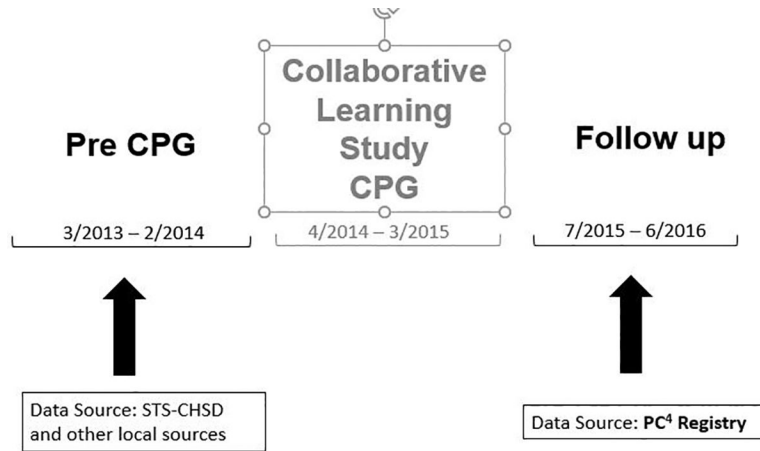 Pre CPG
3/2013 – 2/2014
Collaborative
Learning
Study
CPG
4/2014 – 3/2015
Follow up
7/2015 – 6/2016
Data Source: STS-CHSD
and other local sources
Data Source: PC⁴ Registry